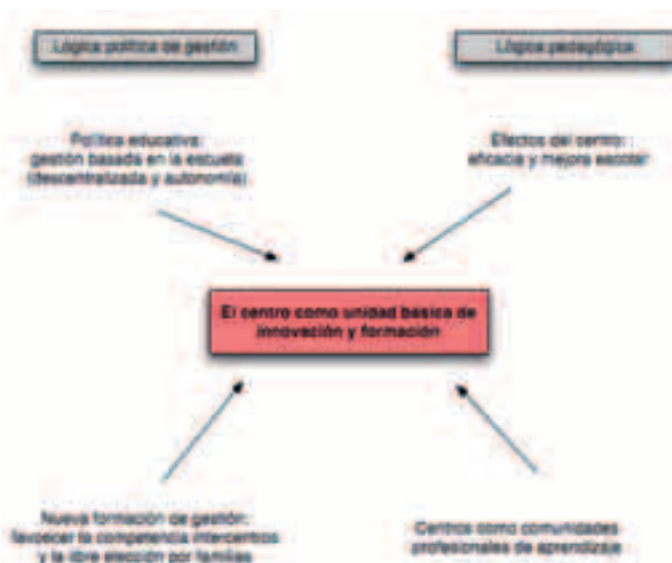 Lógica política de gestión
Lógica pedagógica
Política educativa:
gestión basada en la escuela
(descentralizada y autonomía)
Efectos del centro:
eficacia y mejora escolar
El centro como unidad básica de
innovación y formación
Nueva formación de gestión:
favorecer la competencia intercentros
y la libre elección por familias
Centros como comunidades
profesionales de aprendizaje